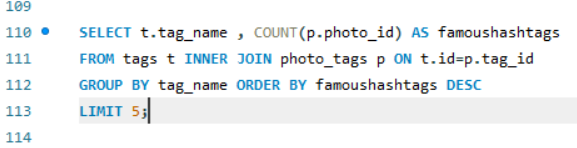 109
110 SELECT t.tag_name , COUNT(p.photo_id) AS famoushashtags
111 FROM tags t INNER JOIN photo_tags p ON t.id=p.tag_id
112 GROUP BY tag_name ORDER BY famoushashtags DESC
113 LIMIT 5;
114